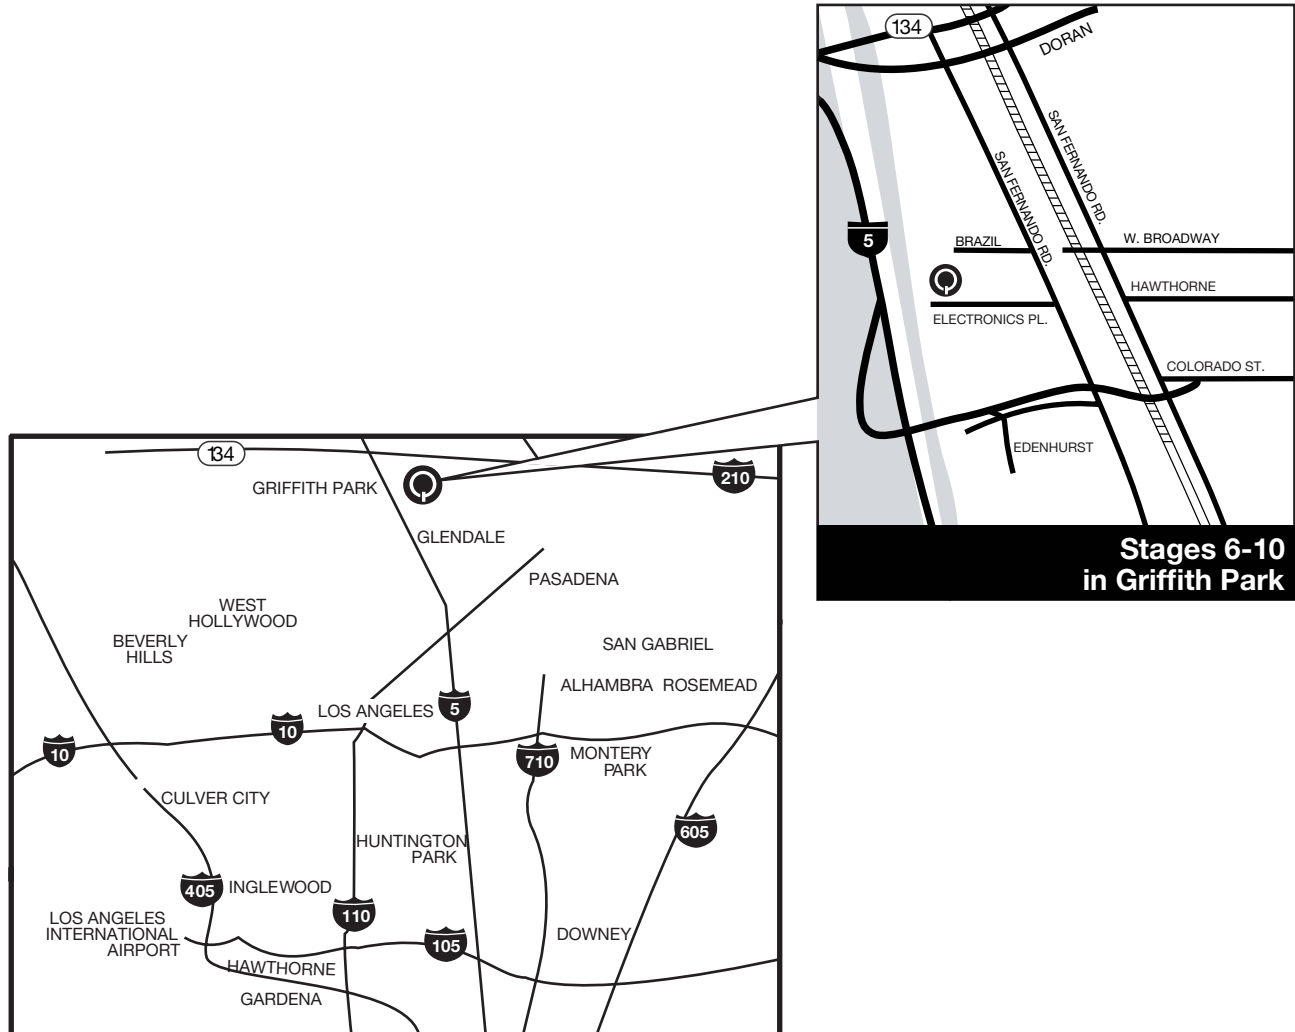 134
DORAN
SAN FERNANDO RD.
SAN FERNANDO RD.
5
BRAZIL
W. BROADWAY
HAWTHORNE
ELECTRONICS PL.
COLORADO ST.
EDENHURST
Stages 6-10
in Griffith Park
134
210
GRIFFITH PARK
GLENDALE
PASADENA
WEST
HOLLYWOOD
BEVERLY
HILLS
SAN GABRIEL
ALHAMBRA ROSEMEAD
LOS ANGELES
5
10
10
710
MONTERY
PARK
CULVER CITY
605
HUNTINGTON
PARK
405
INGLEWOOD
110
LOS ANGELES
INTERNATIONAL
AIRPORT
105
DOWNEY
HAWTHORNE
GARDENA